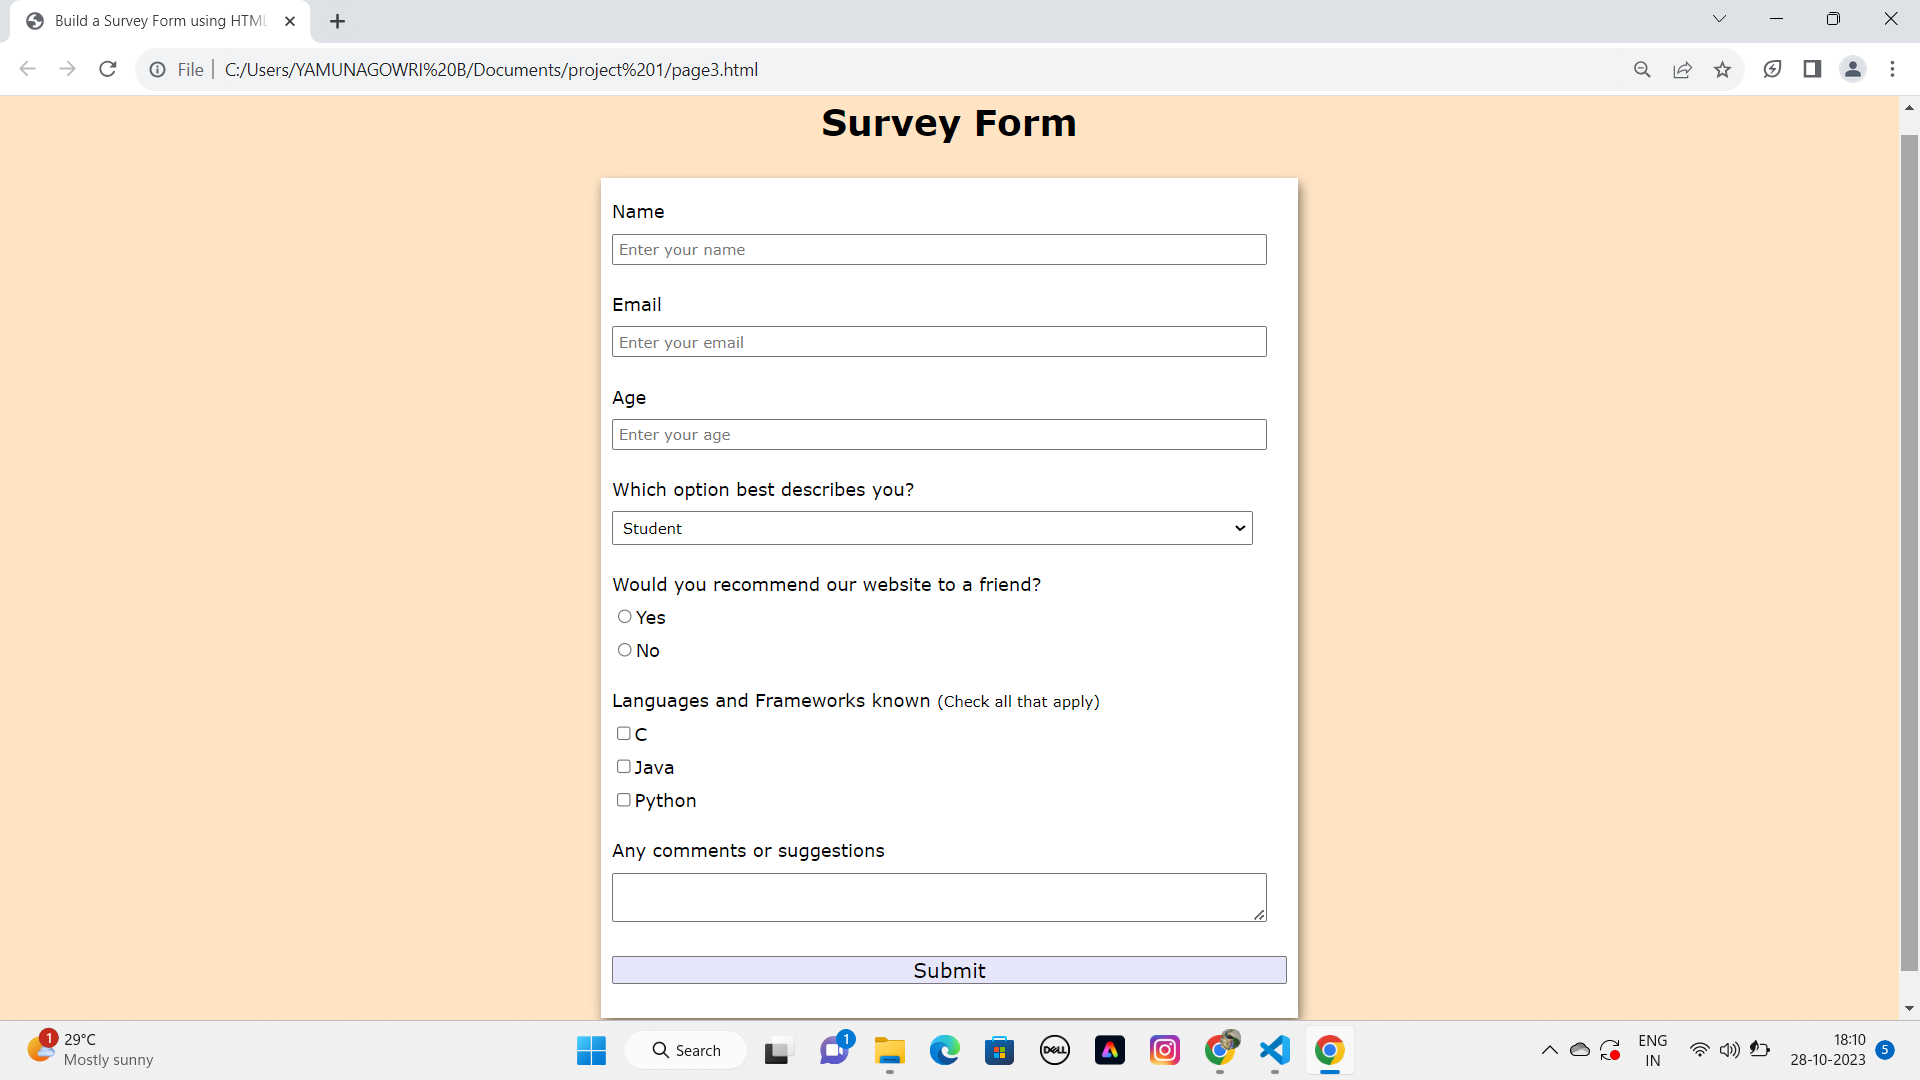 Build a Survey Form using HTML
File
C:/Users/YAMUNAGOWRI%20B/Documents/project%201/page3.html
Survey Form
Name
Enter your name
Email
Enter your email
Age
Enter your age
Which option best describes you?
Student
Would you recommend our website to a friend?
Yes
No
Languages and Frameworks known (Check all that apply)
C
Java
Python
Any comments or suggestions
Submit
1
29°C
Mostly sunny
Search
1
DELL
ENG
IN
18:10
28-10-2023
5